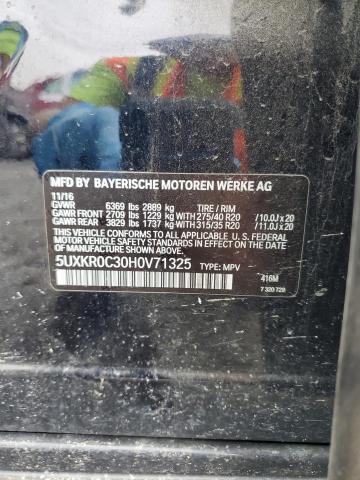 MFD BY BAYERISCHE MOTOREN WERKE AG
11/16
GVWR 6369 lbs 2889 kg TIRE / RIM
GAWR FRONT 2709 lbs 1229 kg WITH 275/40 R20 /10.0J x 20
GAWR REAR 3829 lbs 1737 kg WITH 315/35 R20 /11.0J x 20
THIS VEHICLE CONFORMS TO ALL APPLICABLE U.S. FEDERAL
MOTOR VEHICLE SAFETY STANDARDS IN EFFECT ON THE DATE
OF MANUFACTURE SHOWN ABOVE.
5UXKR0C30H0V71325 TYPE: MPV 416M
7 320 729